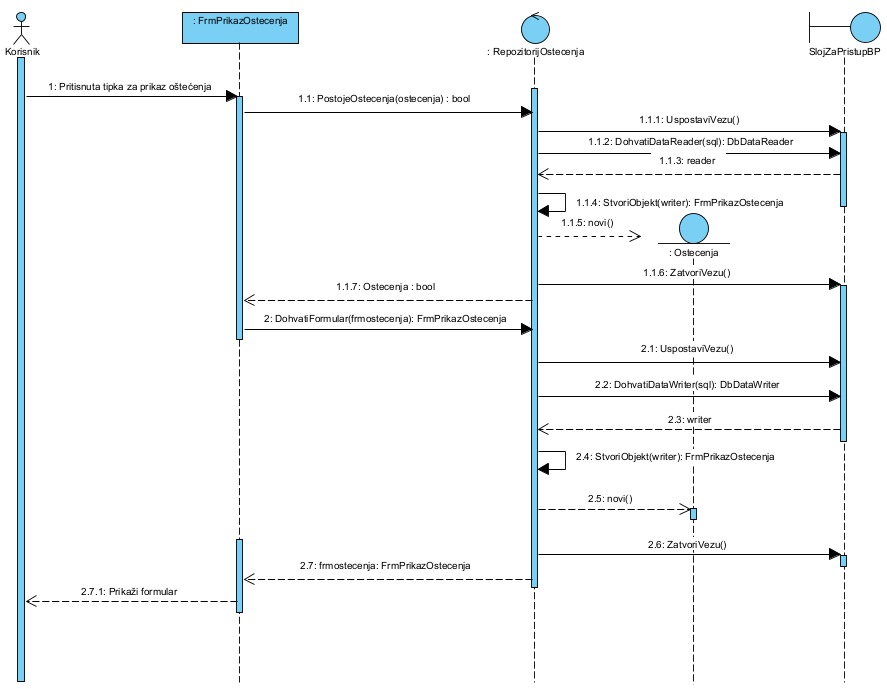 : FrmPrikazOstecenja
Korisnik
: RepozitorijOstecenja
SlojZaPristupBP
1: Pritisnuta tipka za prikaz oštećenja
1.1: PostojeOstecenja(ostecenja) : bool
1.1.1: UspostaviVezu()
1.1.2: DohvatiDataReader(sql): DbDataReader
1.1.3: reader
1.1.4: StvoriObjekt(writer): FrmPrikazOstecenja
1.1.5: novi()
: Ostecenja
1.1.6: ZatvoriVezu()
1.1.7: Ostecenja : bool
2: DohvatiFormular(frmostecenja): FrmPrikazOstecenja
2.1: UspostaviVezu()
2.2: DohvatiDataWriter(sql): DbDataWriter
2.3: writer
2.4: StvoriObjekt(writer): FrmPrikazOstecenja
2.5: novi()
2.6: ZatvoriVezu()
2.7: frmostecenja: FrmPrikazOstecenja
2.7.1: Prikaži formular